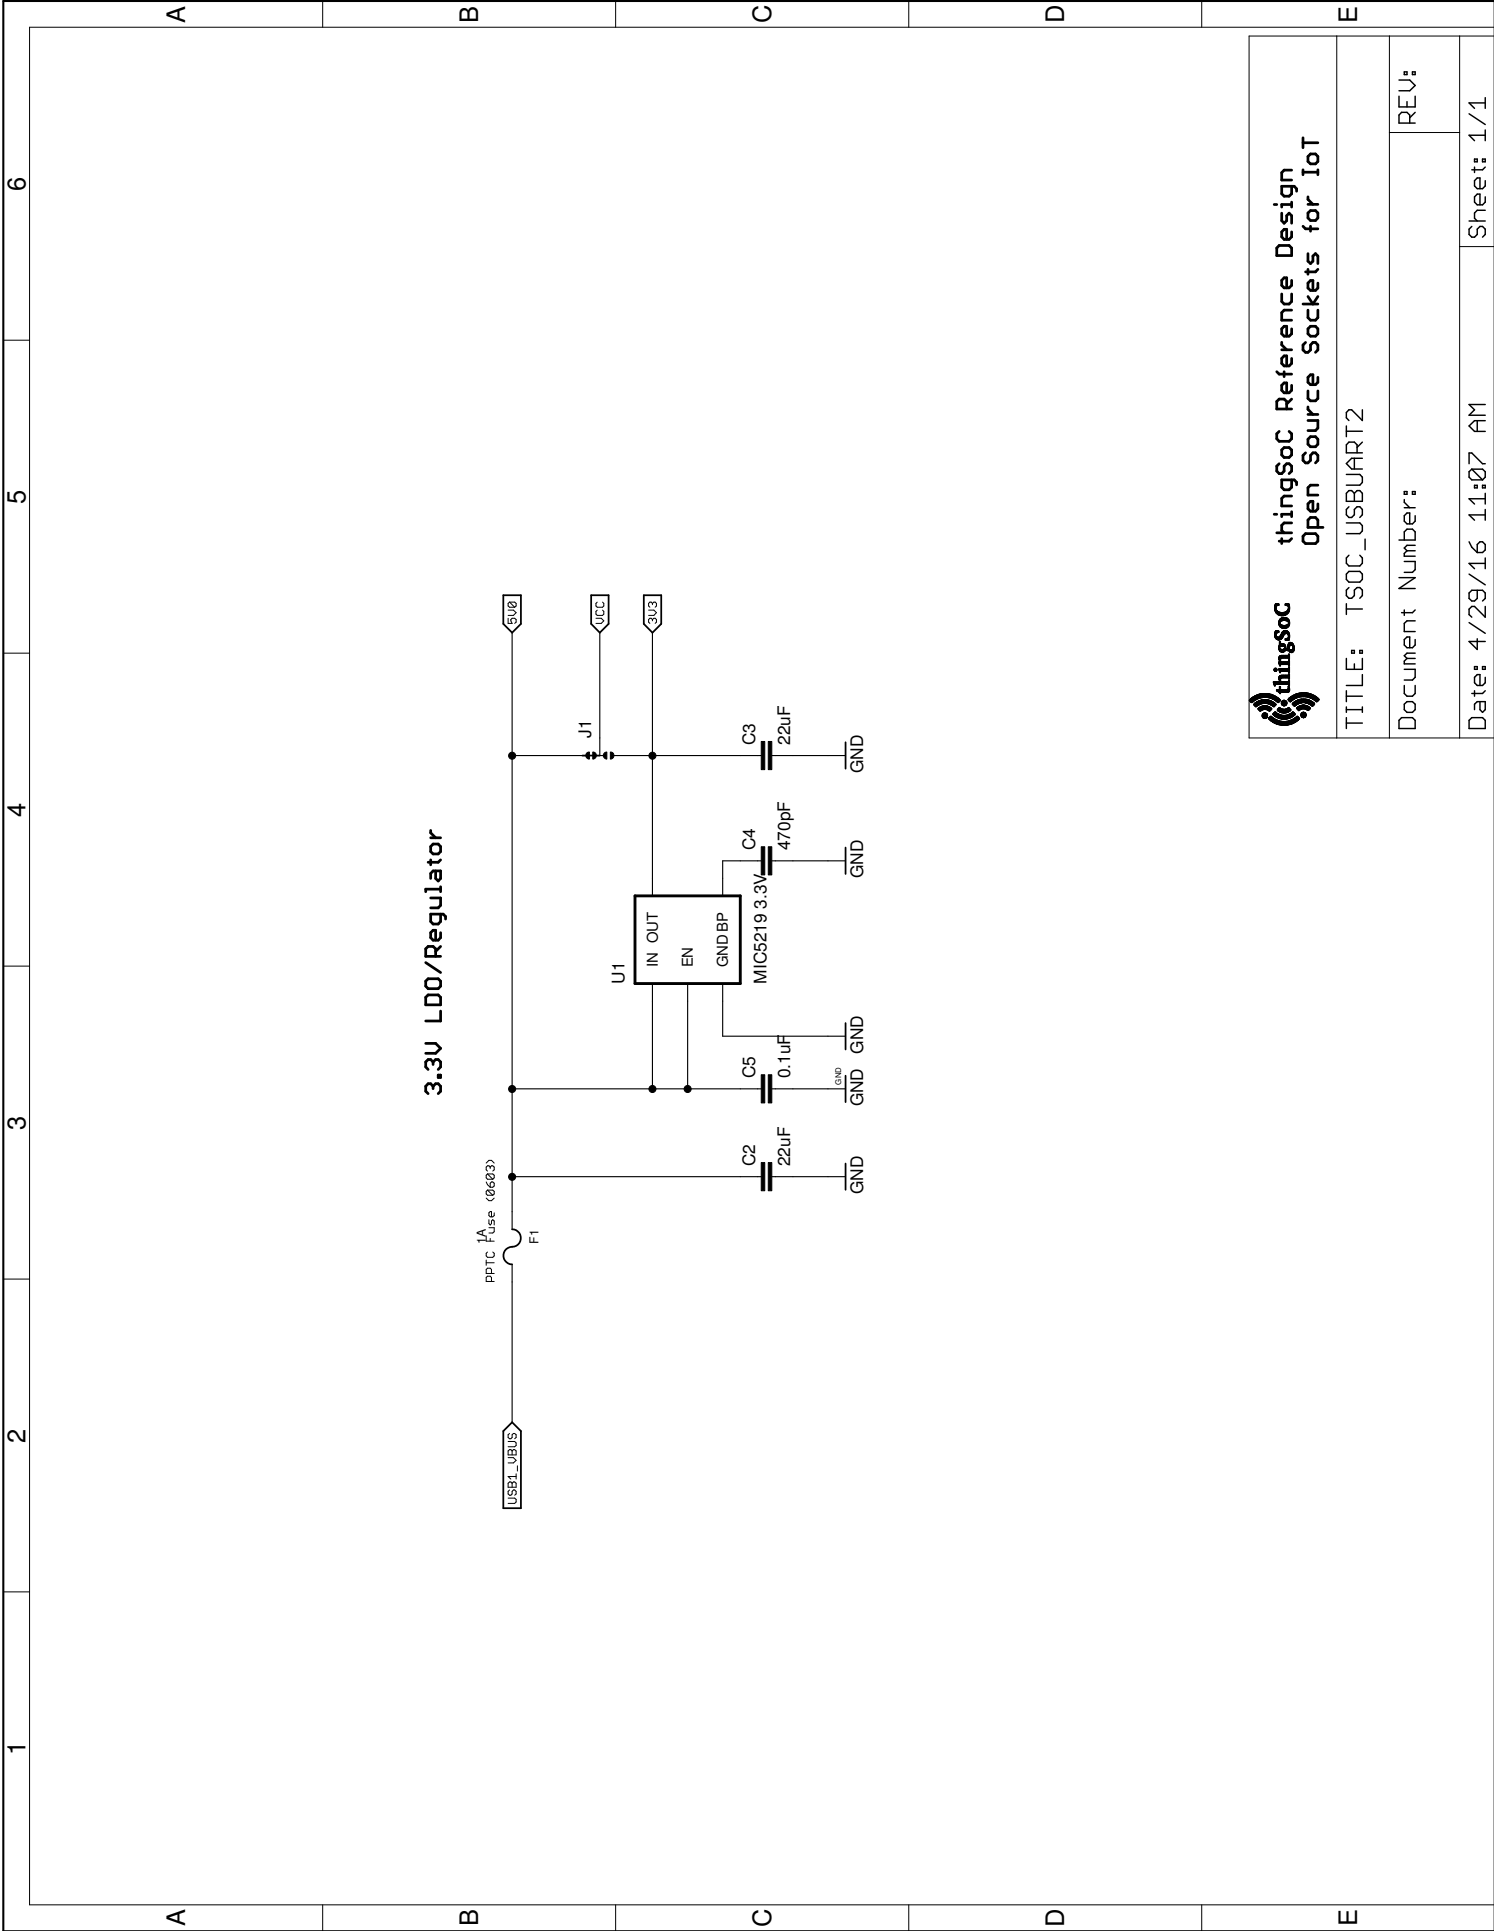 1
2
3
4
5
6
A
A
B
B
C
C
D
D
E
E
3.3V LDO/Regulator
USB1_VBUS
1A
PPTC Fuse (0603)
F1
5V0
VCC
3V3
J1
U1
IN OUT
EN
GND BP
MIC5219 3.3V
C2
22uF
C5
0.1uF
C4
470pF
C3
22uF
GND
GND
GND
GND
GND
GND
thingSoC
thingSoC Reference Design
Open Source Sockets for IoT
TITLE: TSOC_USBUART2
Document Number:
REV:
Date: 4/29/16 11:07 AM
Sheet: 1/1